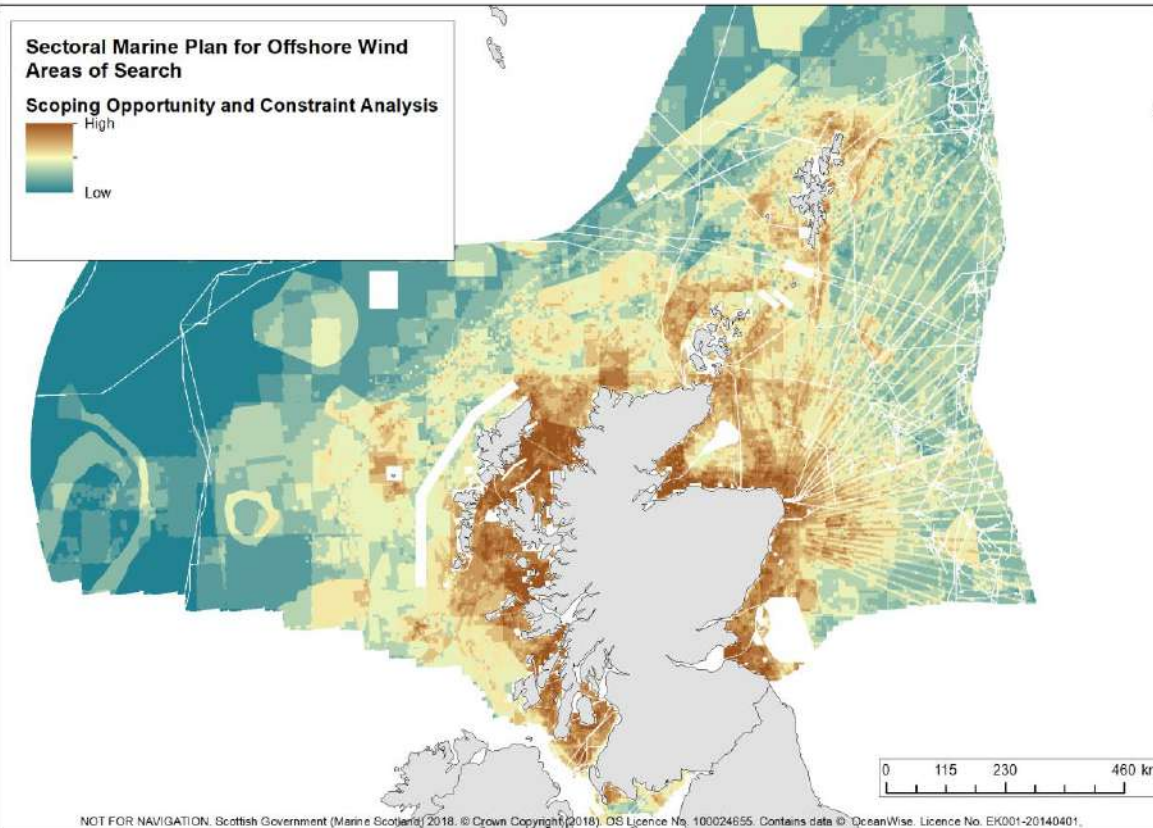 Sectoral Marine Plan for Offshore Wind
Areas of Search
Scoping Opportunity and Constraint Analysis
High
Low
0 115 230 460 km
NOT FOR NAVIGATION. Scottish Government (Marine Scotland) 2018. © Crown Copyright (2018). OS Licence No. 100024655. Contains data © OceanWise. Licence No. EK001-20140401.